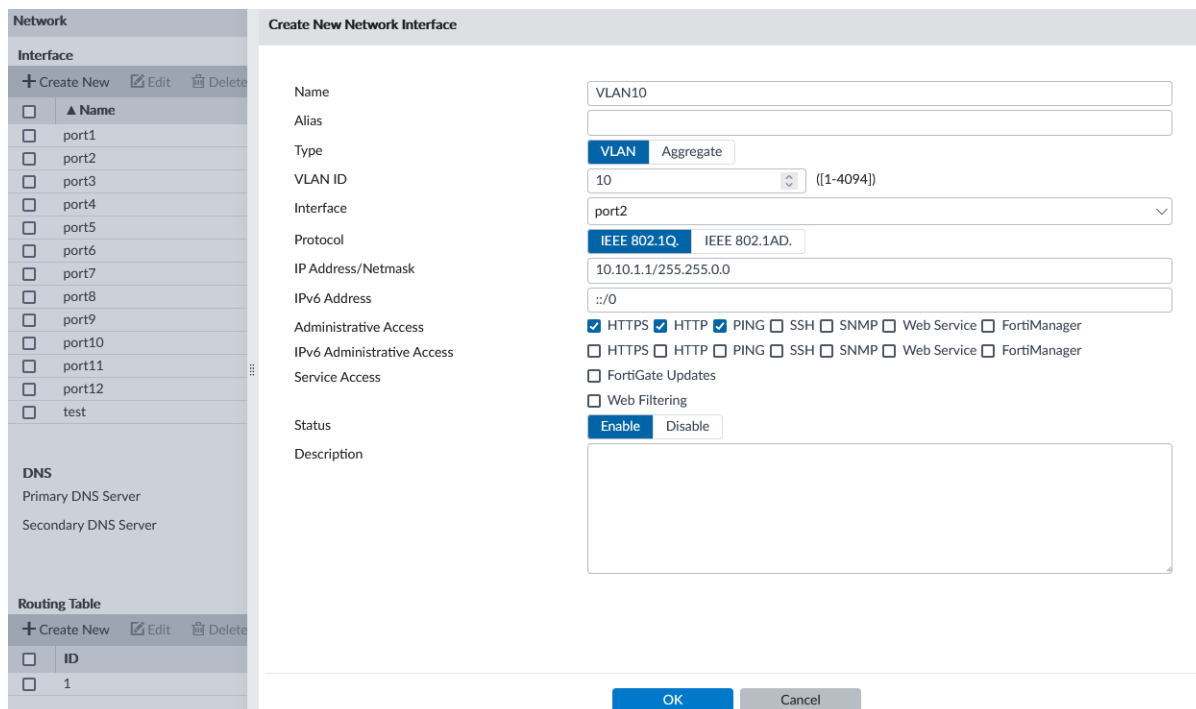 Network
Interface
Create New Edit Delete
▲ Name
port1
port2
port3
port4
port5
port6
port7
port8
port9
port10
port11
port12
test
DNS
Primary DNS Server
Secondary DNS Server
Routing Table
Create New Edit Delete
ID
1
Create New Network Interface
Name VLAN10
Alias
Type VLAN Aggregate
VLAN ID 10 ([1-4094])
Interface port2
Protocol IEEE 802.1Q. IEEE 802.1AD.
IP Address/Netmask 10.10.1.1/255.255.0.0
IPv6 Address ::/0
Administrative Access HTTPS HTTP PING SSH SNMP Web Service FortiManager
IPv6 Administrative Access HTTPS HTTP PING SSH SNMP Web Service FortiManager
Service Access FortiGate Updates
Web Filtering
Status Enable Disable
Description
OK Cancel